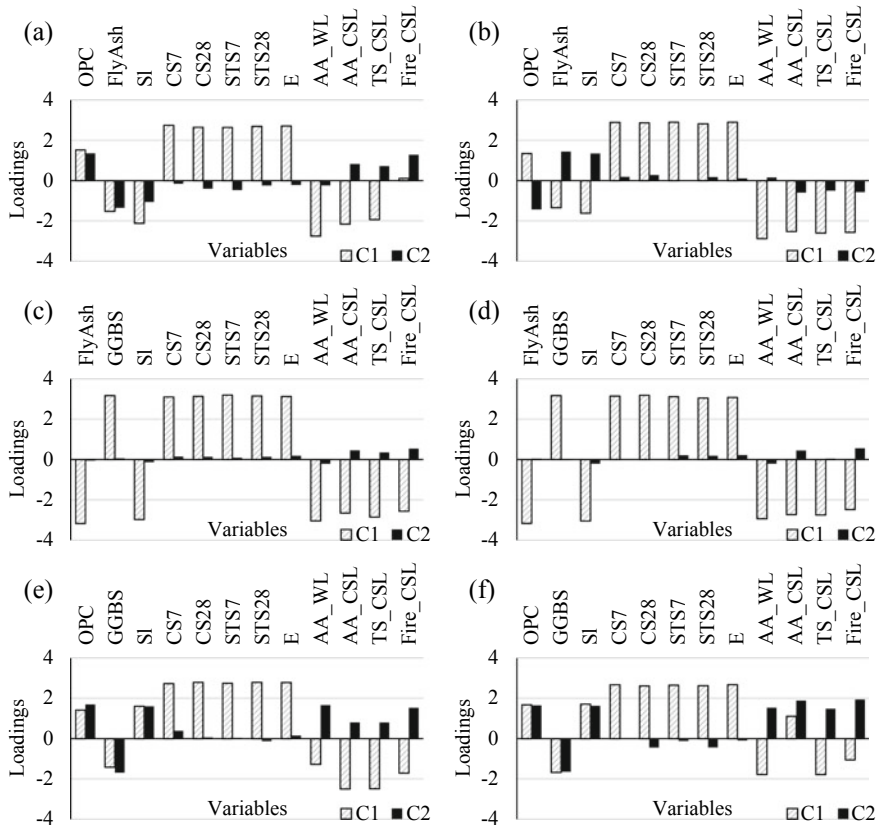 (a)
OPC
FlyAsh
Sl
CS7
CS28
STS7
STS28
E
AA_WL
AA_CSL
TS_CSL
Fire_CSL
4
2
0
-2
-4
Loadings
Variables
C1
C2
(b)
OPC
FlyAsh
Sl
CS7
CS28
STS7
STS28
E
AA_WL
AA_CSL
TS_CSL
Fire_CSL
4
2
0
-2
-4
Loadings
Variables
C1
C2
(c)
FlyAsh
GGBS
Sl
CS7
CS28
STS7
STS28
E
AA_WL
AA_CSL
TS_CSL
Fire_CSL
4
2
0
-2
-4
Loadings
Variables
C1
C2
(d)
FlyAsh
GGBS
Sl
CS7
CS28
STS7
STS28
E
AA_WL
AA_CSL
TS_CSL
Fire_CSL
4
2
0
-2
-4
Loadings
Variables
C1
C2
(e)
OPC
GGBS
Sl
CS7
CS28
STS7
STS28
E
AA_WL
AA_CSL
TS_CSL
Fire_CSL
4
2
0
-2
-4
Loadings
Variables
C1
C2
(f)
OPC
GGBS
Sl
CS7
CS28
STS7
STS28
E
AA_WL
AA_CSL
TS_CSL
Fire_CSL
4
2
0
-2
-4
Loadings
Variables
C1
C2